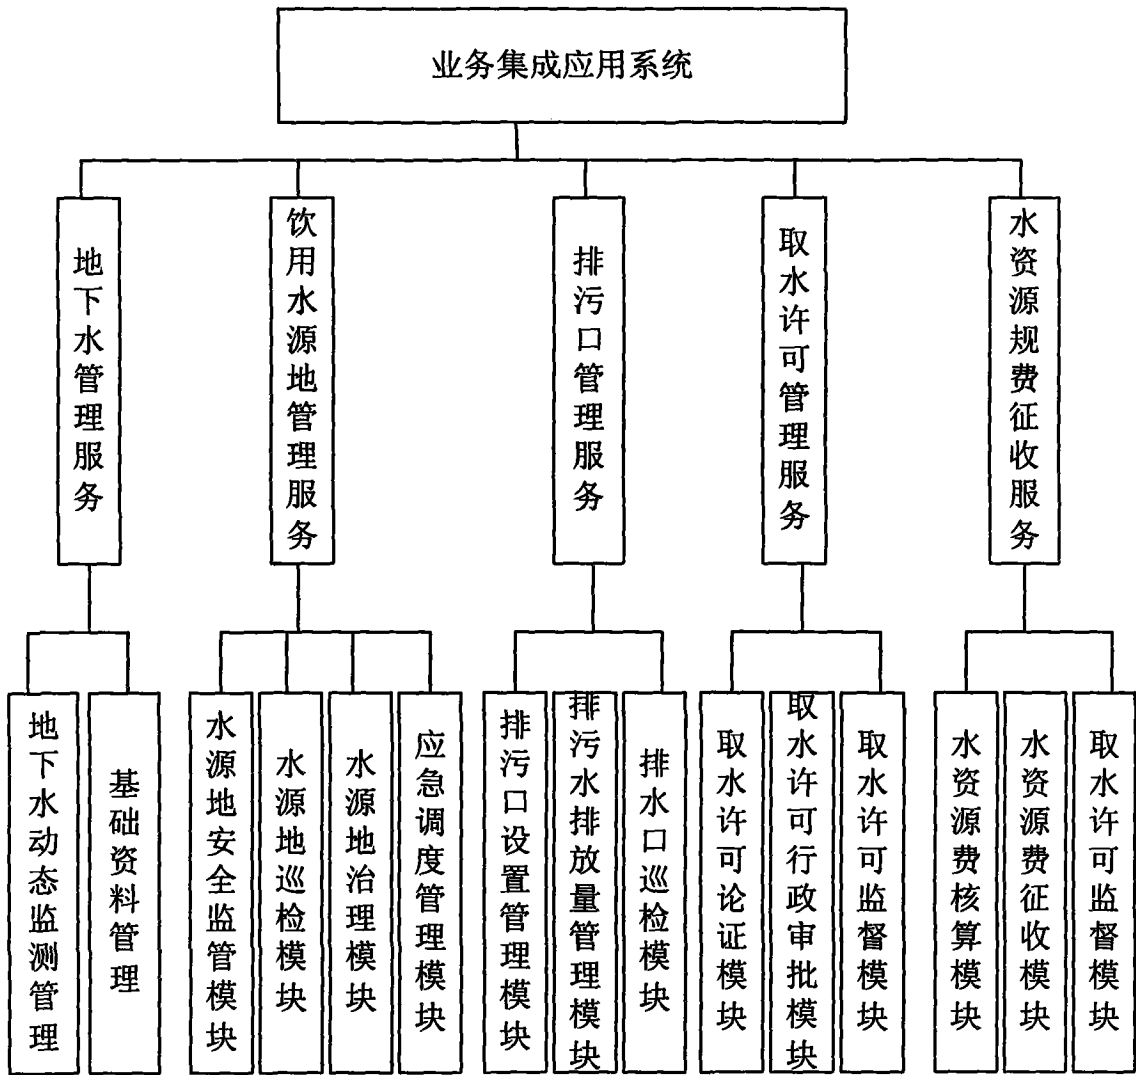 业务集成应用系统
地下水管理服务
饮用水源地管理服务
排污口管理服务
取水许可管理服务
水资源规费征收服务
地下水动态监测管理
基础资料管理
水源地安全监管模块
水源地巡检模块
水源地治理模块
应急调度管理模块
排污口设置管理模块
排污水排放量管理模块
排水口巡检模块
取水许可论证模块
取水许可行政审批模块
取水许可监督模块
水资源费核算模块
水资源费征收模块
取水许可监督模块